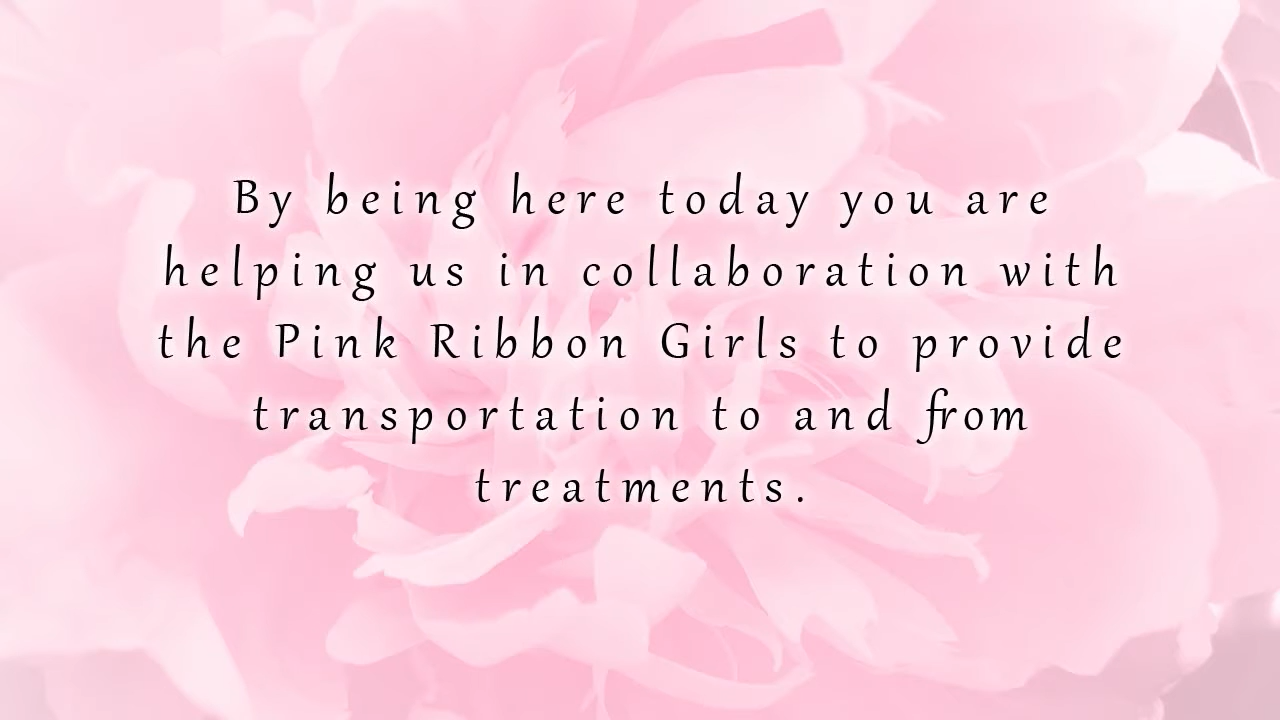 By being here today you are
helping us in collaboration with
the Pink Ribbon Girls to provide
transportation to and from
treatments.